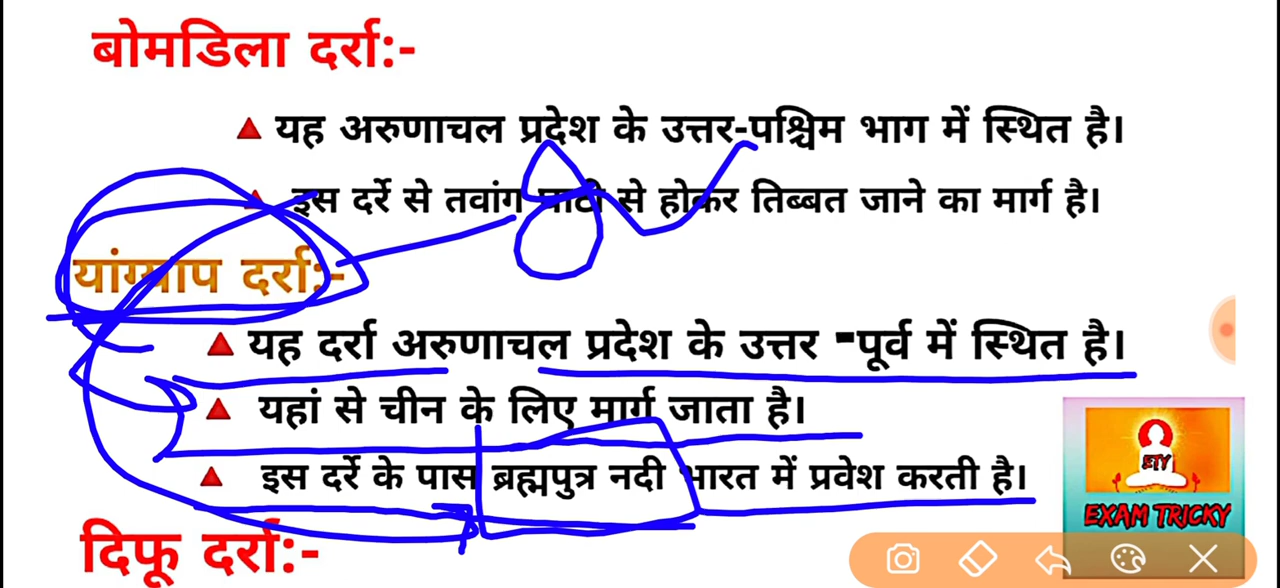 बोमडिला दर्रा:-
यह अरुणाचल प्रदेश के उत्तर-पश्चिम भाग में स्थित है।
इस दर्रे से तवांग घाटी से होकर तिब्बत जाने का मार्ग है।
यांग्याप दर्रा:-
यह दर्रा अरुणाचल प्रदेश के उत्तर -पूर्व में स्थित है।
यहां से चीन के लिए मार्ग जाता है।
इस दर्रे के पास ब्रह्मपुत्र नदी भारत में प्रवेश करती है।
ETY
EXAM TRICKY
दिफू दर्रा:-